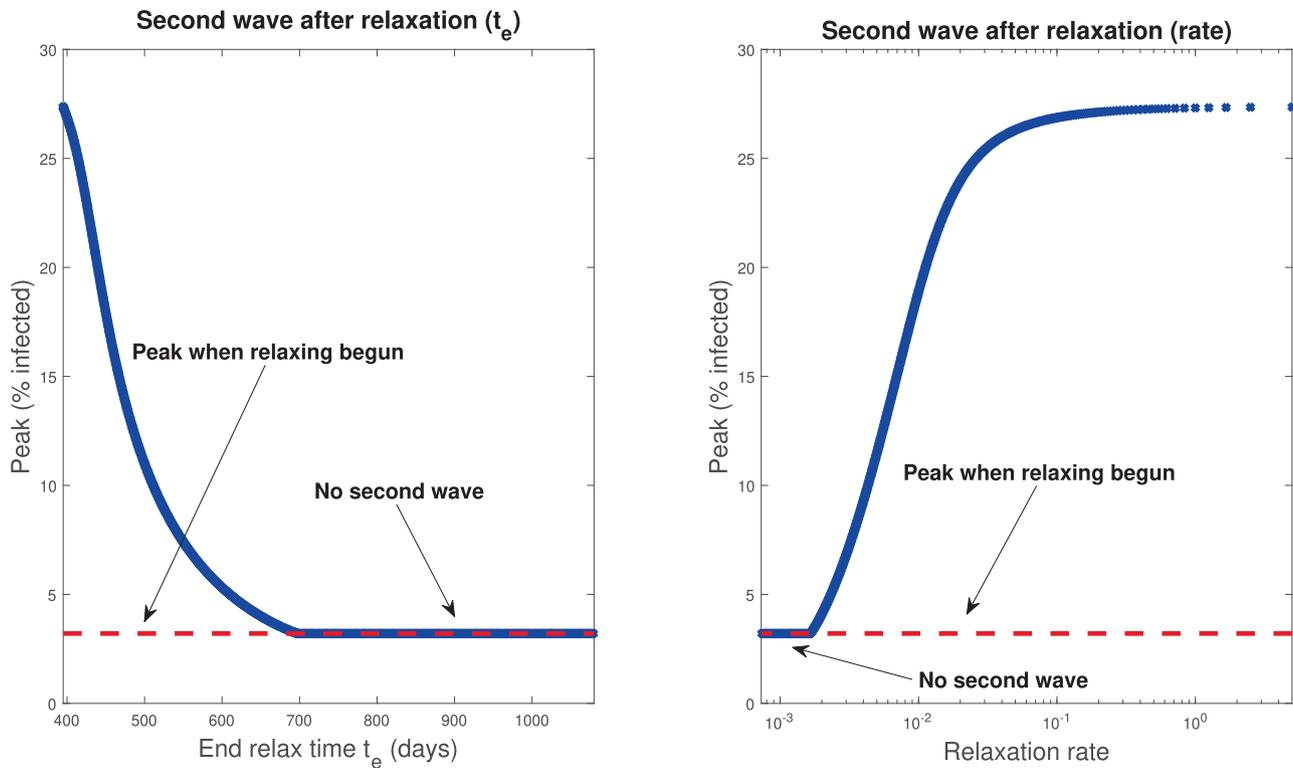 Second wave after relaxation (te)
30
25
20
15
10
5
0
Peak (% infected)
Peak when relaxing begun
No second wave
400 500 600 700 800 900 1000
End relax time te (days)
Second wave after relaxation (rate)
30
25
20
15
10
5
0
Peak (% infected)
Peak when relaxing begun
No second wave
10-3 10-2 10-1 100
Relaxation rate